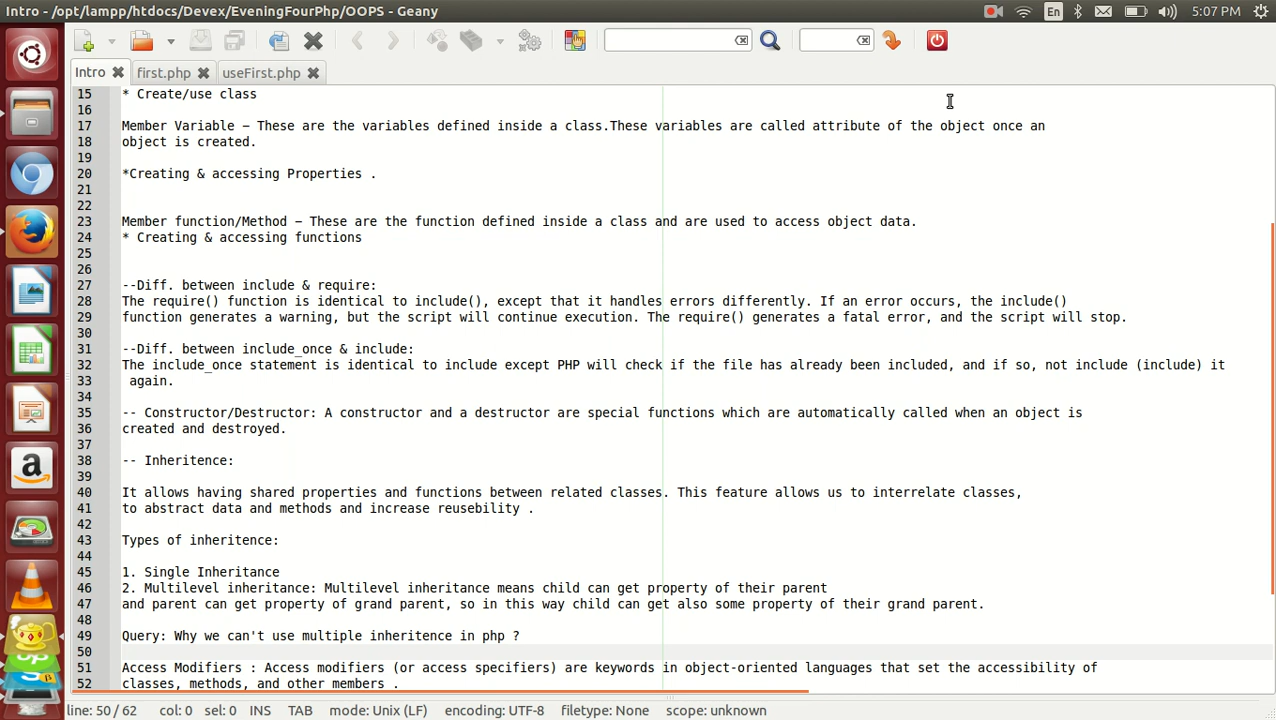 Intro - /opt/lampp/htdocs/Devex/EveningFourPhp/OOPS - Geany
En
5:07 PM
Intro
first.php
useFirst.php
15 * Create/use class
16
17 Member Variable − These are the variables defined inside a class.These variables are called attribute of the object once an
18 object is created.
19
20 *Creating & accessing Properties .
21
22
23 Member function/Method − These are the function defined inside a class and are used to access object data.
24 * Creating & accessing functions
25
26
27 --Diff. between include & require:
28 The require() function is identical to include(), except that it handles errors differently. If an error occurs, the include()
29 function generates a warning, but the script will continue execution. The require() generates a fatal error, and the script will stop.
30
31 --Diff. between include_once & include:
32 The include_once statement is identical to include except PHP will check if the file has already been included, and if so, not include (include) it
33 again.
34
35 -- Constructor/Destructor: A constructor and a destructor are special functions which are automatically called when an object is
36 created and destroyed.
37
38 -- Inheritence:
39
40 It allows having shared properties and functions between related classes. This feature allows us to interrelate classes,
41 to abstract data and methods and increase reusebility .
42
43 Types of inheritence:
44
45 1. Single Inheritance
46 2. Multilevel inheritance: Multilevel inheritance means child can get property of their parent
47 and parent can get property of grand parent, so in this way child can get also some property of their grand parent.
48
49 Query: Why we can't use multiple inheritence in php ?
50
51 Access Modifiers : Access modifiers (or access specifiers) are keywords in object-oriented languages that set the accessibility of
52 classes, methods, and other members .
line: 50 / 62 col: 0 sel: 0 INS TAB mode: Unix (LF) encoding: UTF-8 filetype: None scope: unknown